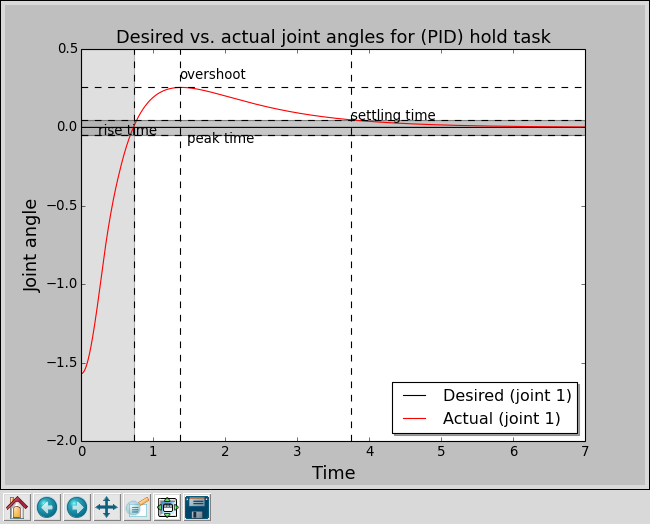 Desired vs. actual joint angles for (PID) hold task
0.5
overshoot
settling time
0.0
rise time
peak time
−0.5
Joint angle
−1.0
−1.5
Desired (joint 1)
Actual (joint 1)
−2.0
0 1 2 3 4 5 6 7
Time